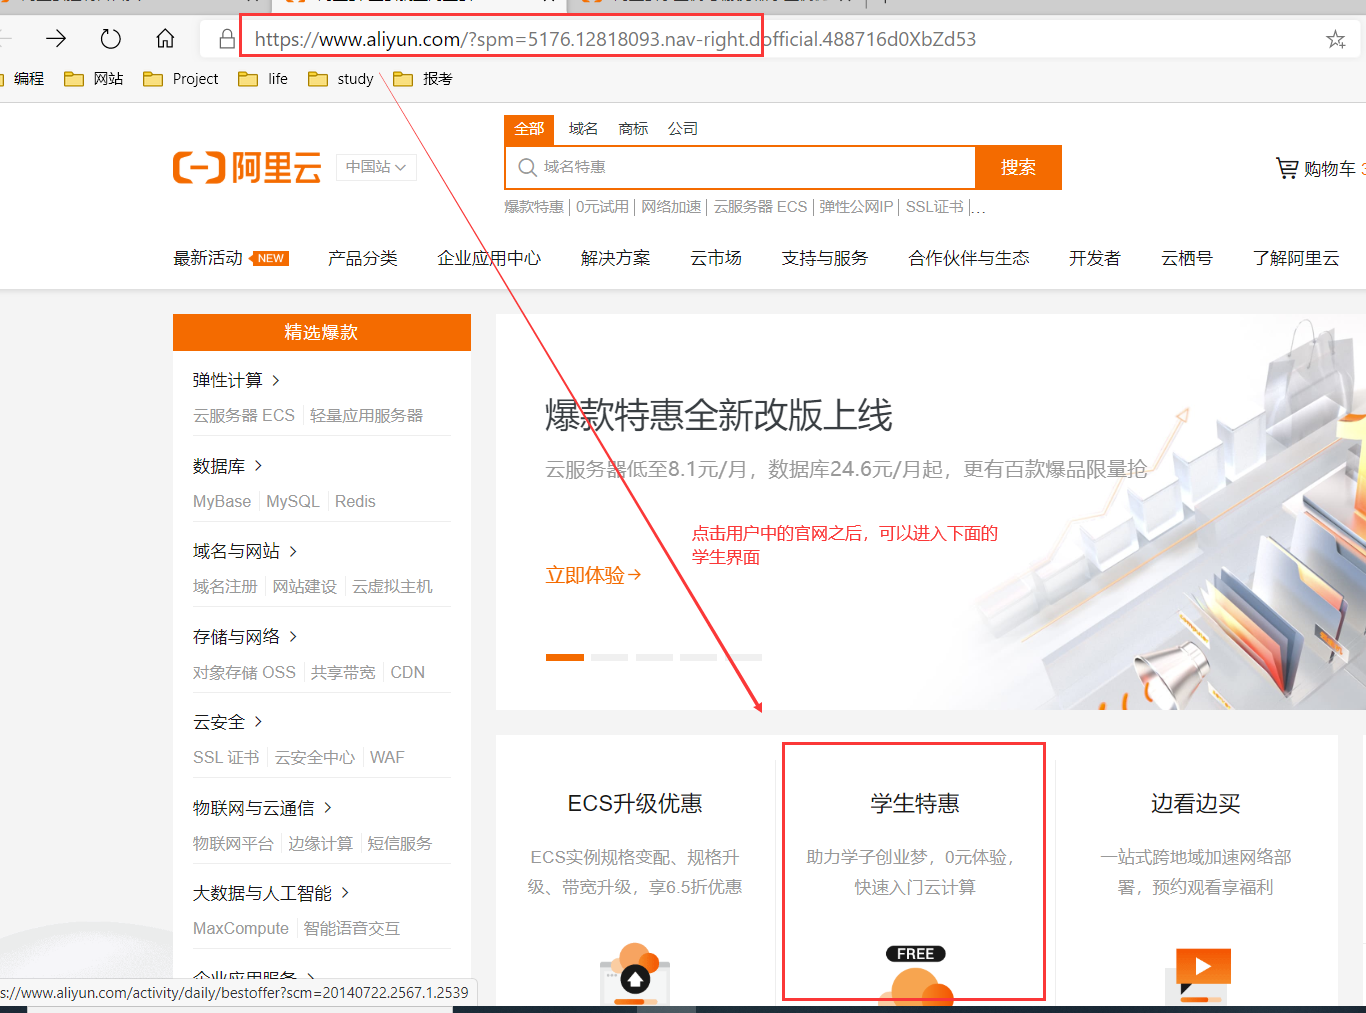 https://www.aliyun.com/?spm=5176.12818093.nav-right.dofficial.488716d0XbZd53
编程 网站 Project life study 报考
全部 域名 商标 公司
阿里云 中国站 域名特惠 搜索 购物车
爆款特惠 0元试用 网络加速 云服务器 ECS 弹性公网IP SSL证书 ...
最新活动 NEW 产品分类 企业应用中心 解决方案 云市场 支持与服务 合作伙伴与生态 开发者 云栖号 了解阿里云
精选爆款
弹性计算 >
云服务器 ECS 轻量应用服务器
数据库 >
MyBase MySQL Redis
域名与网站 >
域名注册 网站建设 云虚拟主机
存储与网络 >
对象存储 OSS 共享带宽 CDN
云安全 >
SSL 证书 云安全中心 WAF
物联网与云通信 >
物联网平台 边缘计算 短信服务
大数据与人工智能 >
MaxCompute 智能语音交互
企业应用服务
爆款特惠全新改版上线
云服务器低至8.1元/月，数据库24.6元/月起，更有百款爆品限量抢
点击用户中的官网之后，可以进入下面的
学生界面
立即体验→
ECS升级优惠
ECS实例规格变配、规格升
级、带宽升级，享6.5折优惠
学生特惠
助力学子创业梦，0元体验，
快速入门云计算
FREE
边看边买
一站式跨地域加速网络部
署，预约观看享福利
s://www.aliyun.com/activity/daily/bestoffer?scm=20140722.2567.1.2539